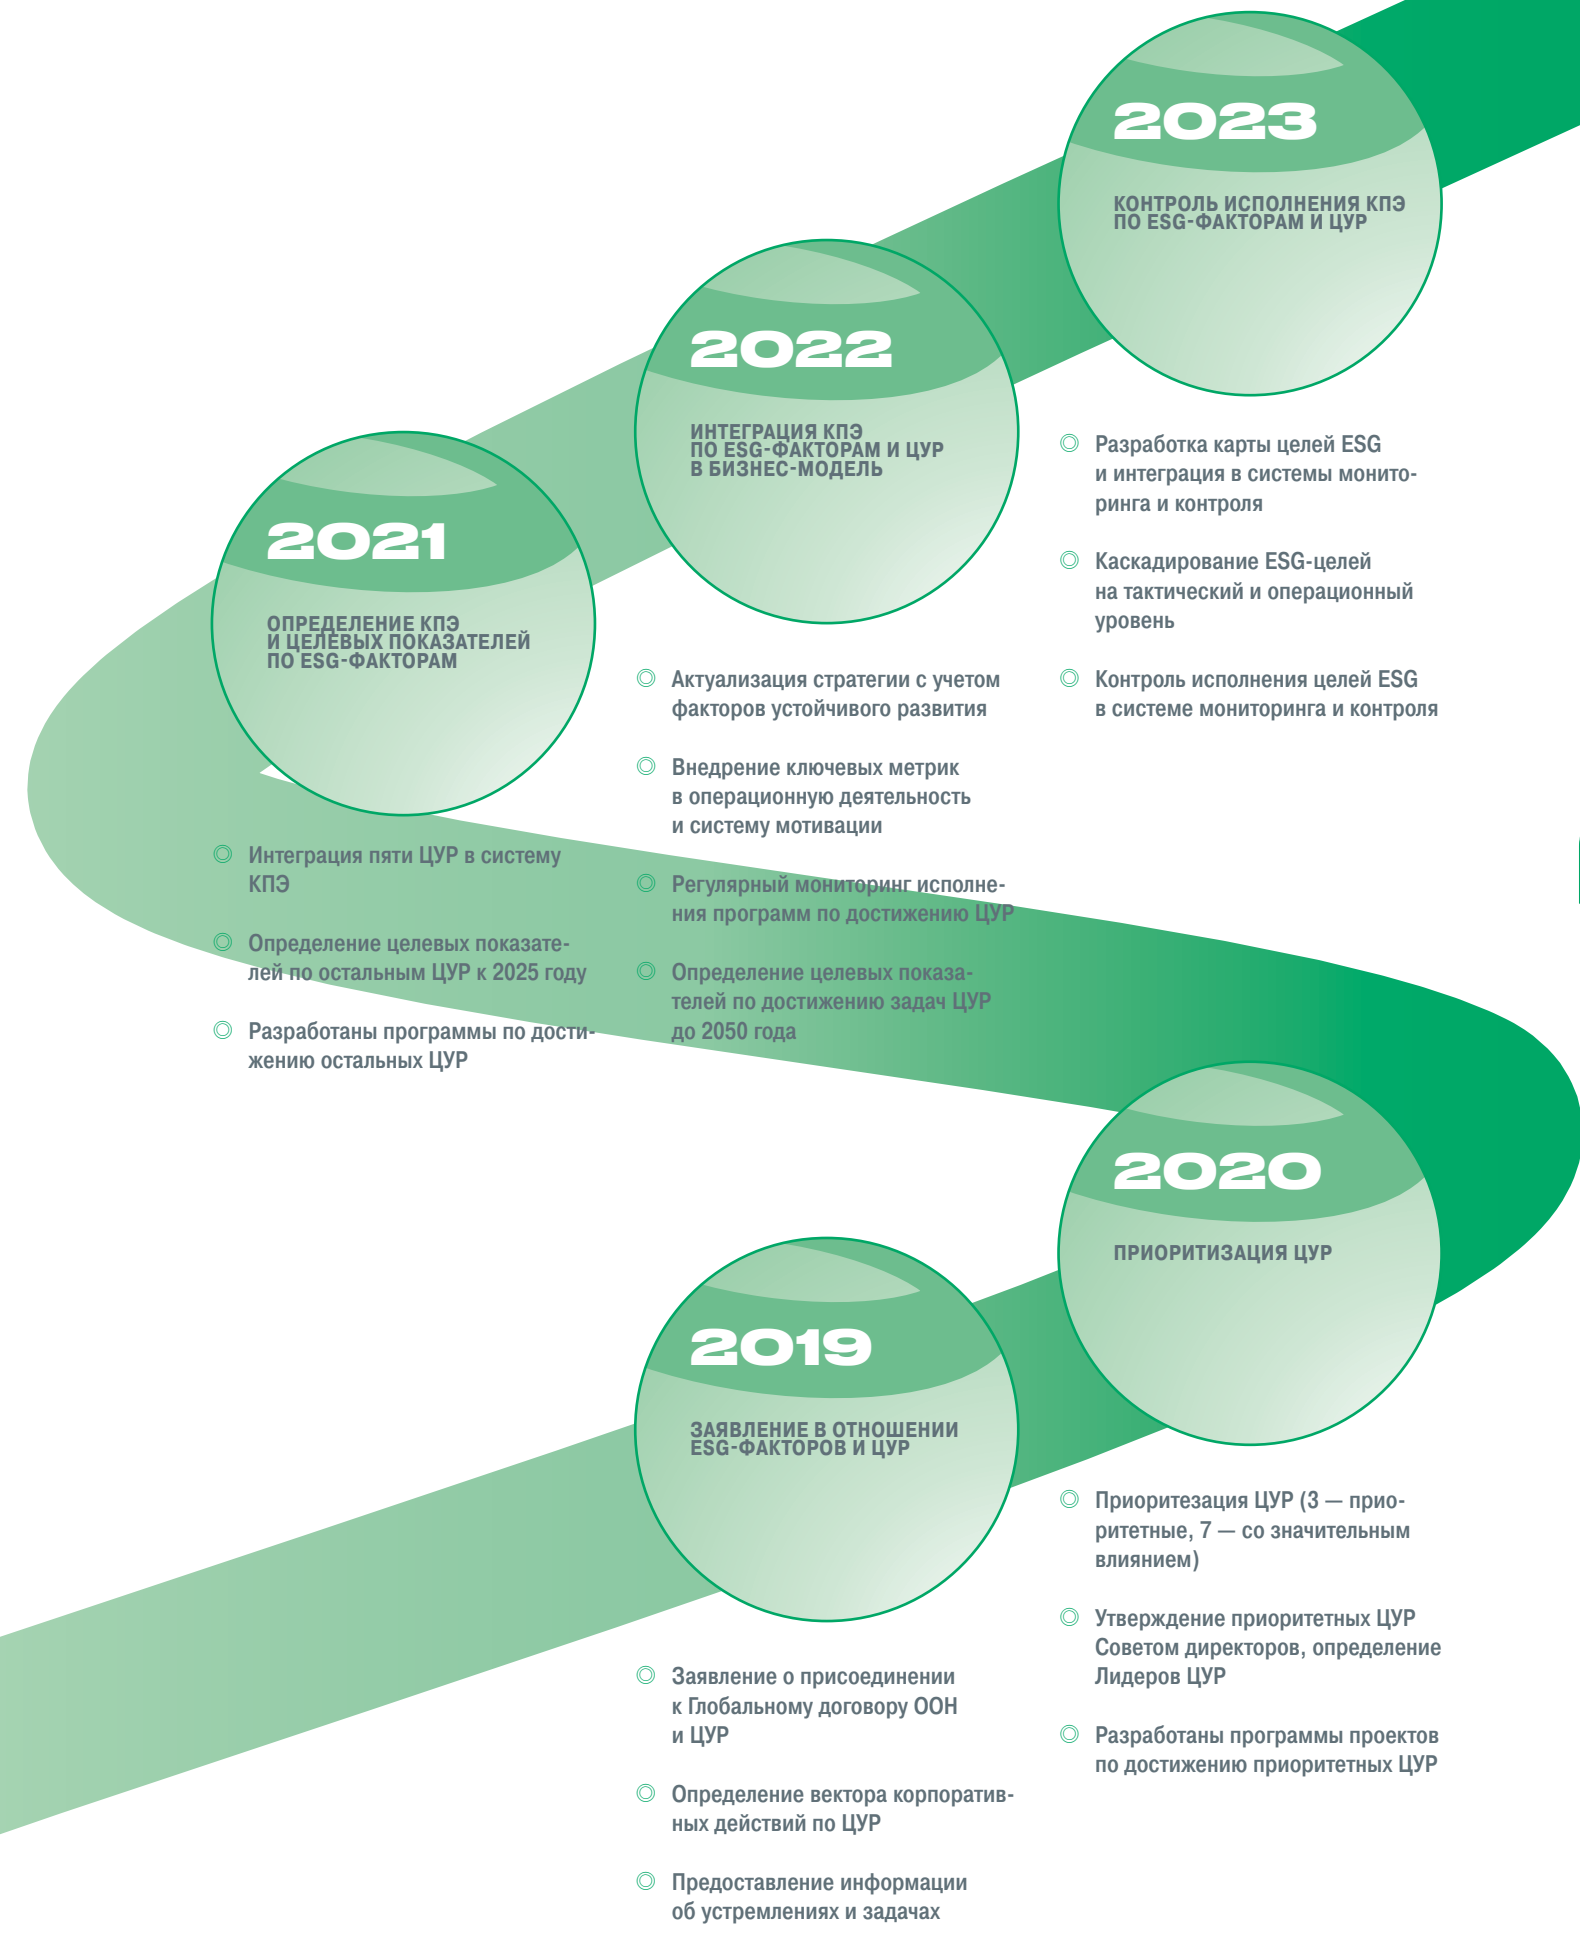 2023
КОНТРОЛЬ ИСПОЛНЕНИЯ КПЭ
ПО ESG-ФАКТОРАМ И ЦУР
Разработка карты целей ESG
и интеграция в системы монито-
ринга и контроля
Каскадирование ESG-целей
на тактический и операционный
уровень
Контроль исполнения целей ESG
в системе мониторинга и контроля
2022
ИНТЕГРАЦИЯ КПЭ
ПО ESG-ФАКТОРАМ И ЦУР
В БИЗНЕС-МОДЕЛЬ
Актуализация стратегии с учетом
факторов устойчивого развития
Внедрение ключевых метрик
в операционную деятельность
и систему мотивации
Регулярный мониторинг исполне-
ния программ по достижению ЦУР
Определение целевых показа-
телей по достижению задач ЦУР
до 2050 года
2021
ОПРЕДЕЛЕНИЕ КПЭ
И ЦЕЛЕВЫХ ПОКАЗАТЕЛЕЙ
ПО ESG-ФАКТОРАМ
Интеграция пяти ЦУР в систему
КПЭ
Определение целевых показате-
лей по остальным ЦУР к 2025 году
Разработаны программы по дости-
жению остальных ЦУР
2020
ПРИОРИТИЗАЦИЯ ЦУР
Приоритезация ЦУР (3 — прио-
ритетные, 7 — со значительным
влиянием)
Утверждение приоритетных ЦУР
Советом директоров, определение
Лидеров ЦУР
Разработаны программы проектов
по достижению приоритетных ЦУР
2019
ЗАЯВЛЕНИЕ В ОТНОШЕНИИ
ESG-ФАКТОРОВ И ЦУР
Заявление о присоединении
к Глобальному договору ООН
и ЦУР
Определение вектора корпоратив-
ных действий по ЦУР
Предоставление информации
об устремлениях и задачах